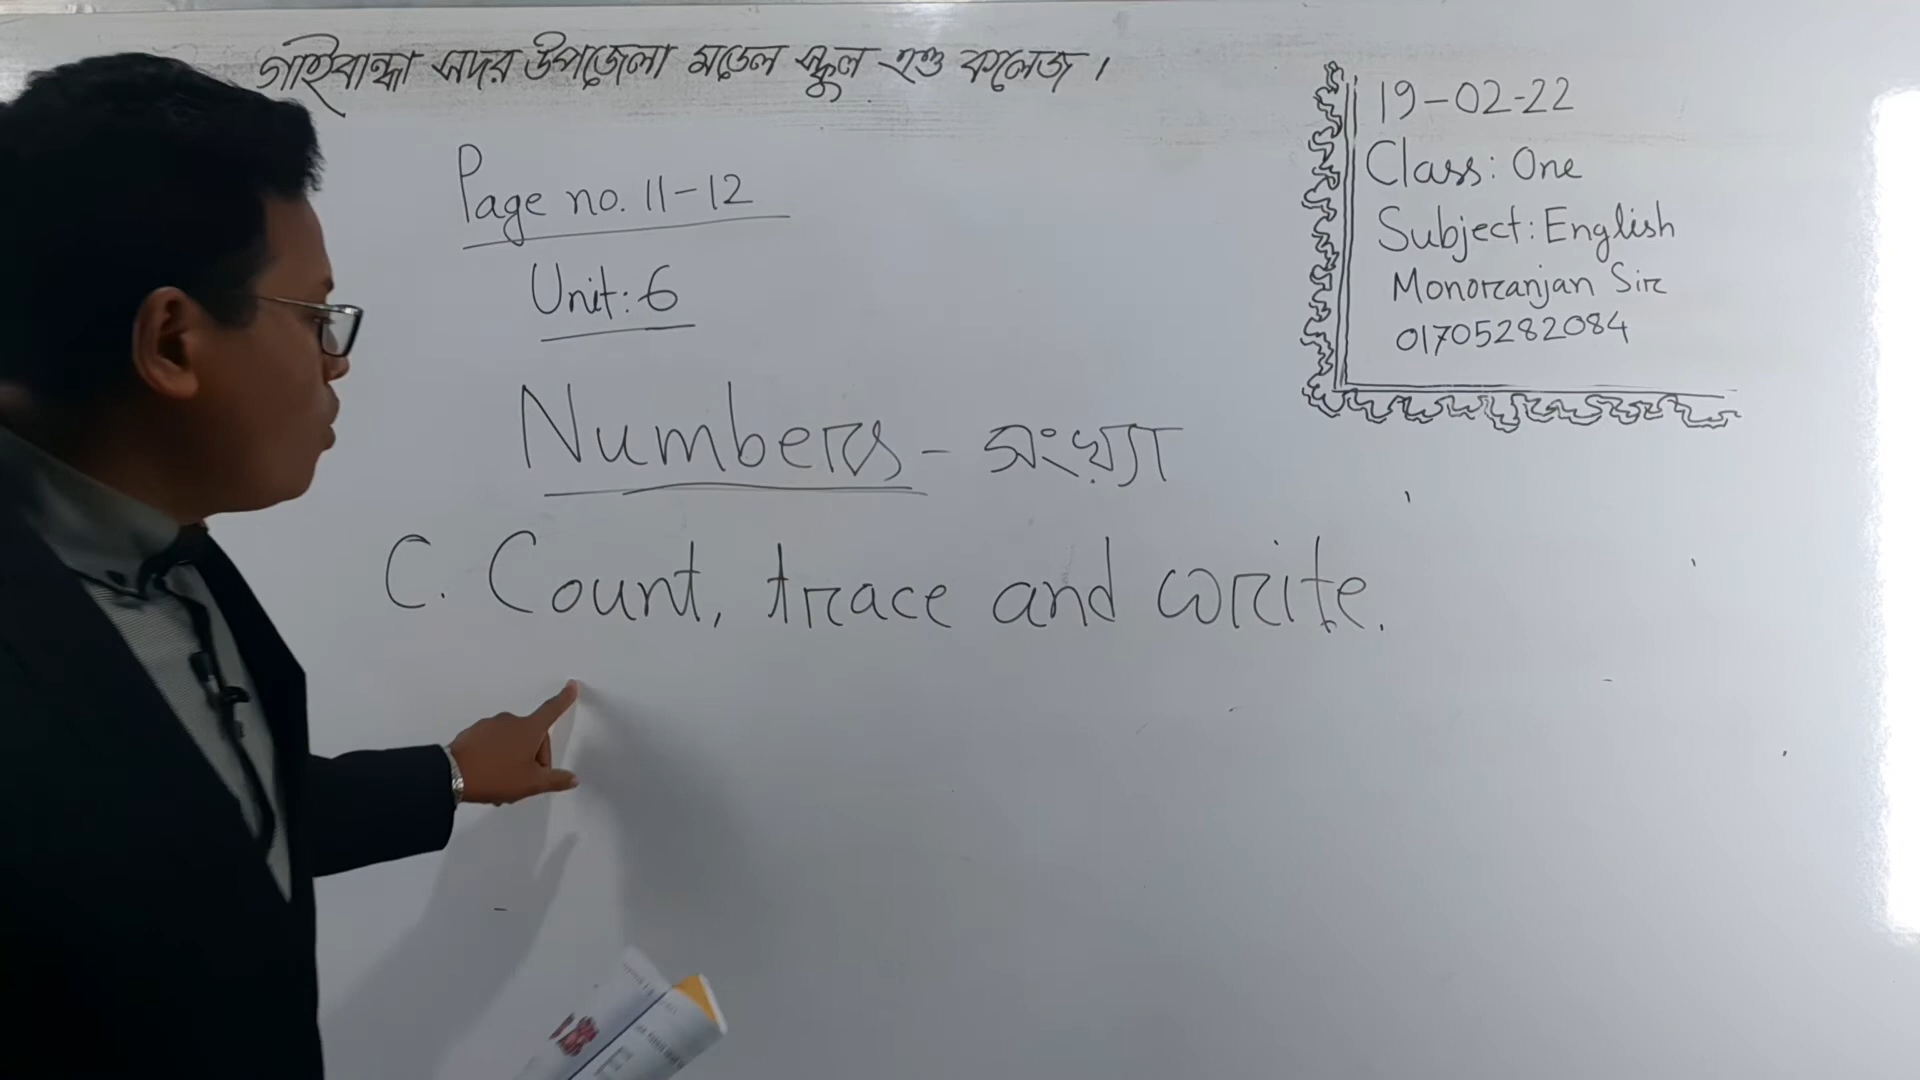 গাইবান্ধা সদর উপজেলা মডেল স্কুল এণ্ড কলেজ।
19-02-22
Class: One
Subject: English
Monoranjan Sir
01705282084
Page no. 11-12
Unit: 6
Numbers - সংখ্যা
C. Count, trace and write.